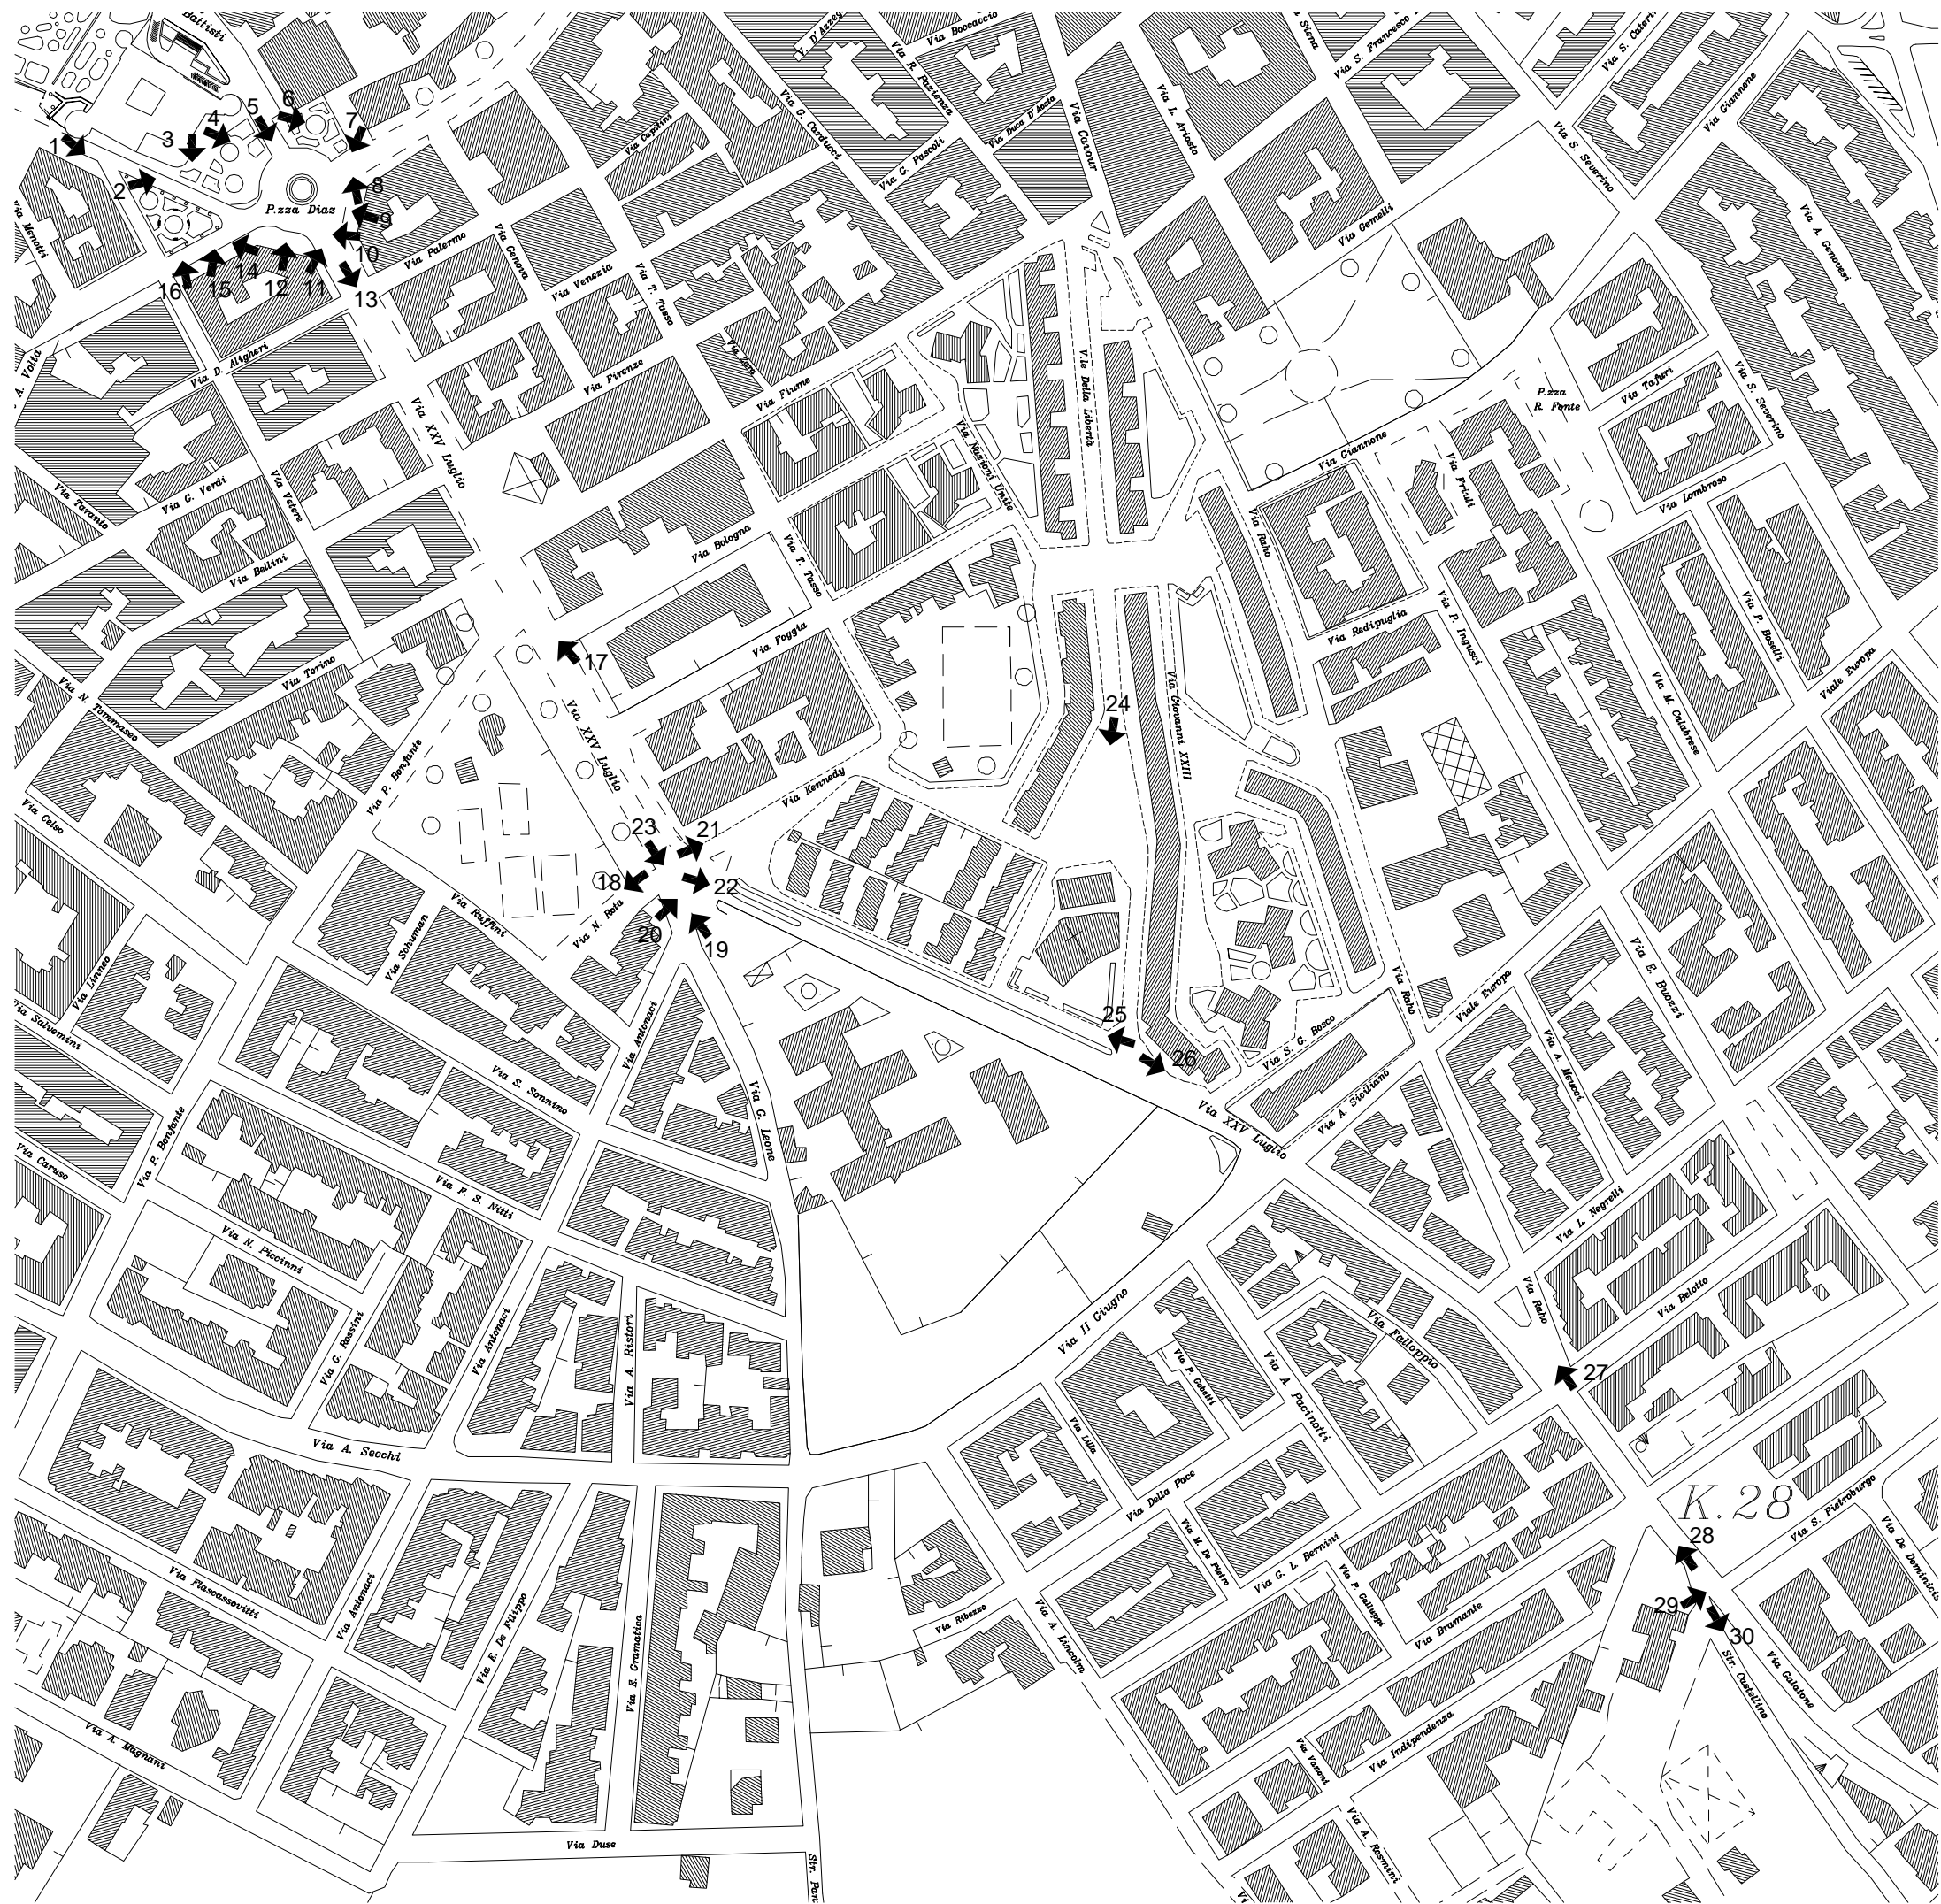 Battisti
V. D'Azeg
Via Boccaccio
Via R. Pazienza
Siena
Via S. Francesco
Via S. Cateri
Via Giannone
Via G. Carducci
Via Duca D'Aosta
Via Cavour
Via L. Ariosto
Via Capitini
Via G. Pascoli
Via S. Severino
1
2
3
4
5
6
7
8
9
10
11
12
13
14
15
16
P.zza Diaz
Via Menotti
Via Palermo
Via Genova
Via Venezia
Via T. Tasso
Via Gemelli
Via A. Genovesi
A. Volta
Via D. Aligheri
Via Firenze
Via Zara
Via Fiume
V.le Della Libertà
P.zza
R. Fonte
Via Tafuri
Via S. Severino
Via XXV Luglio
Via Nazioni Unite
Via Giannone
Via Friuli
Via Lombroso
Via Taranto
Via G. Verdi
Via Velere
Via Bellini
Via Bologna
Via T. Tasso
Via Raho
Via Redipuglia
Via P. Ingusci
Via P. Boselli
Viale Europa
Via Foggia
17
Via Torino
Via N. Tommaseo
Via M. Calabrese
Via XXV Luglio
Via Giovanni XXIII
24
Via P. Bonfante
Via Kennedy
Via Celso
23
21
18
22
20
19
Via N. Rota
Via Ruffini
Via Schuman
Via Linneo
Via Salvemini
Via Antonaci
Via S. Sonnino
Via G. Leone
25
26
Via Raho
Viale Europa
Via E. Buozzi
Via S. G. Bosco
Via A. Meucci
Via A. Siciliano
Via XXV Luglio
Via P. Bonfante
Via Caruso
Via F. S. Nitti
Via N. Piccinni
Via L. Negrelli
Via Raho
Via Belotto
Via II Giugno
Via Falloppio
Via G. Rossini
Via Antonaci
Via A. Ristori
Via P. Gobetti
Via A. Pacinotti
27
Via A. Secchi
Via Lilla
Via Della Pace
K.28
Via S. Pietroburgo
Via De Dominicis
28
29
30
Via M. De Pietro
Via G. L. Bernini
Via P. Galluppi
Via Bramante
Via Plascassovitti
Via Antonaci
Via E. De Filippo
Via E. Gramatica
Via Ribezzo
Via A. Lincoln
Str. Castellino
Via Galatone
Via A. Magnani
Via Vanoni
Via Indipendenza
Via A. Rosmini
Via Duse
Str. Pan